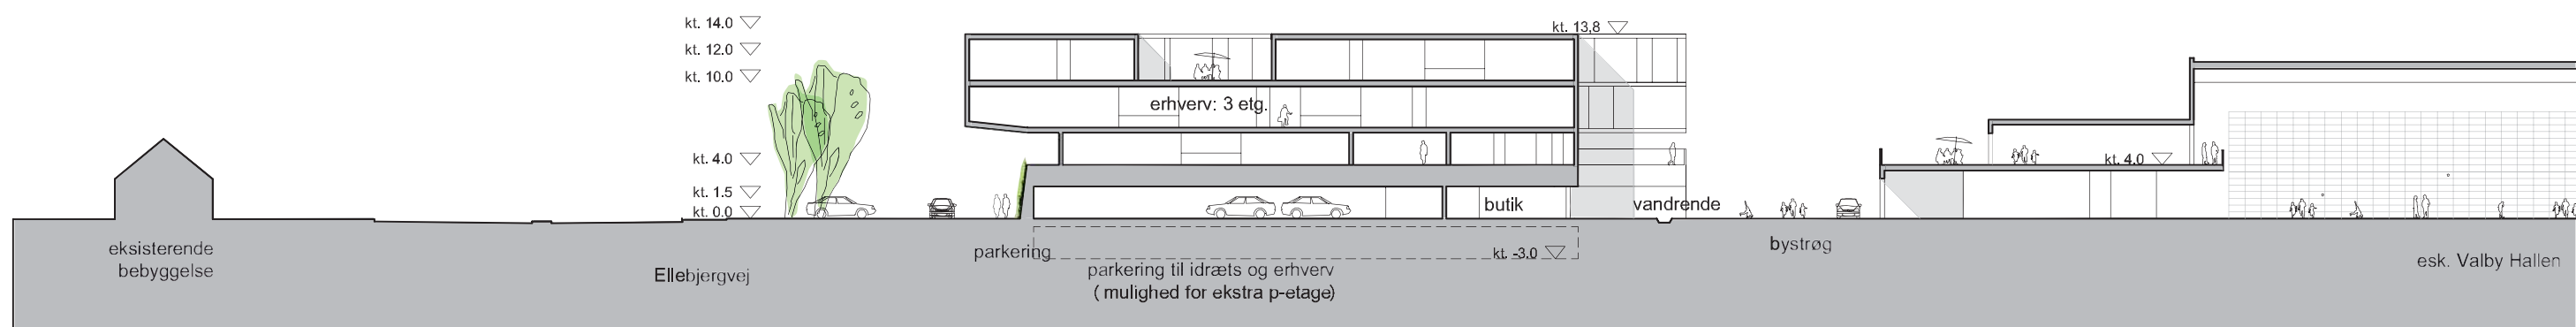 kt. 14.0
kt. 12.0
kt. 10.0
kt. 4.0
kt. 1.5
kt. 0.0
kt. 13,8
erhverv: 3 etg.
butik
vandrende
kt. 4.0
eksisterende
bebyggelse
Ellebjergvej
parkering
kt. -3.0
parkering til idræts og erhverv
( mulighed for ekstra p-etage)
bystrøg
esk. Valby Hallen